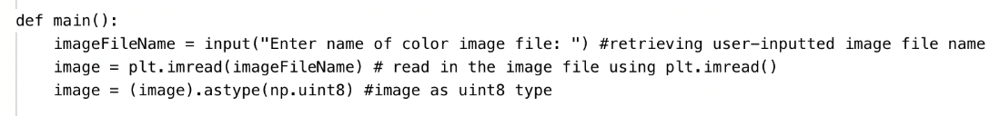 def main():
    imageFileName = input("Enter name of color image file: ") #retrieving user-inputted image file name
    image = plt.imread(imageFileName) # read in the image file using plt.imread()
    image = (image).astype(np.uint8) #image as uint8 type